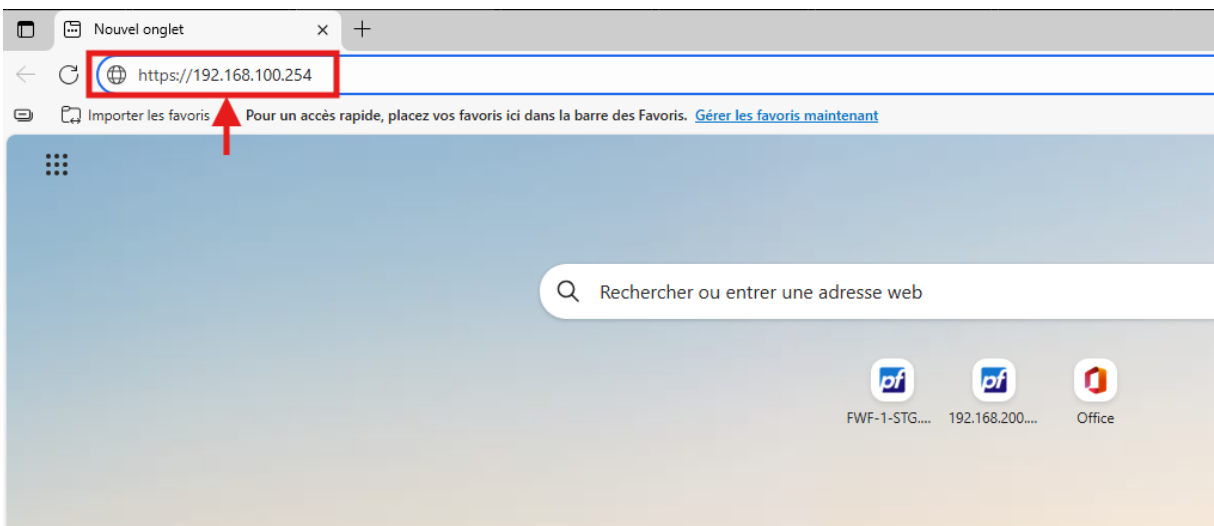 Nouvel onglet
https://192.168.100.254
Importer les favoris Pour un accès rapide, placez vos favoris ici dans la barre des Favoris. Gérer les favoris maintenant
Rechercher ou entrer une adresse web
pf pf
FWF-1-STG.... 192.168.200.... Office